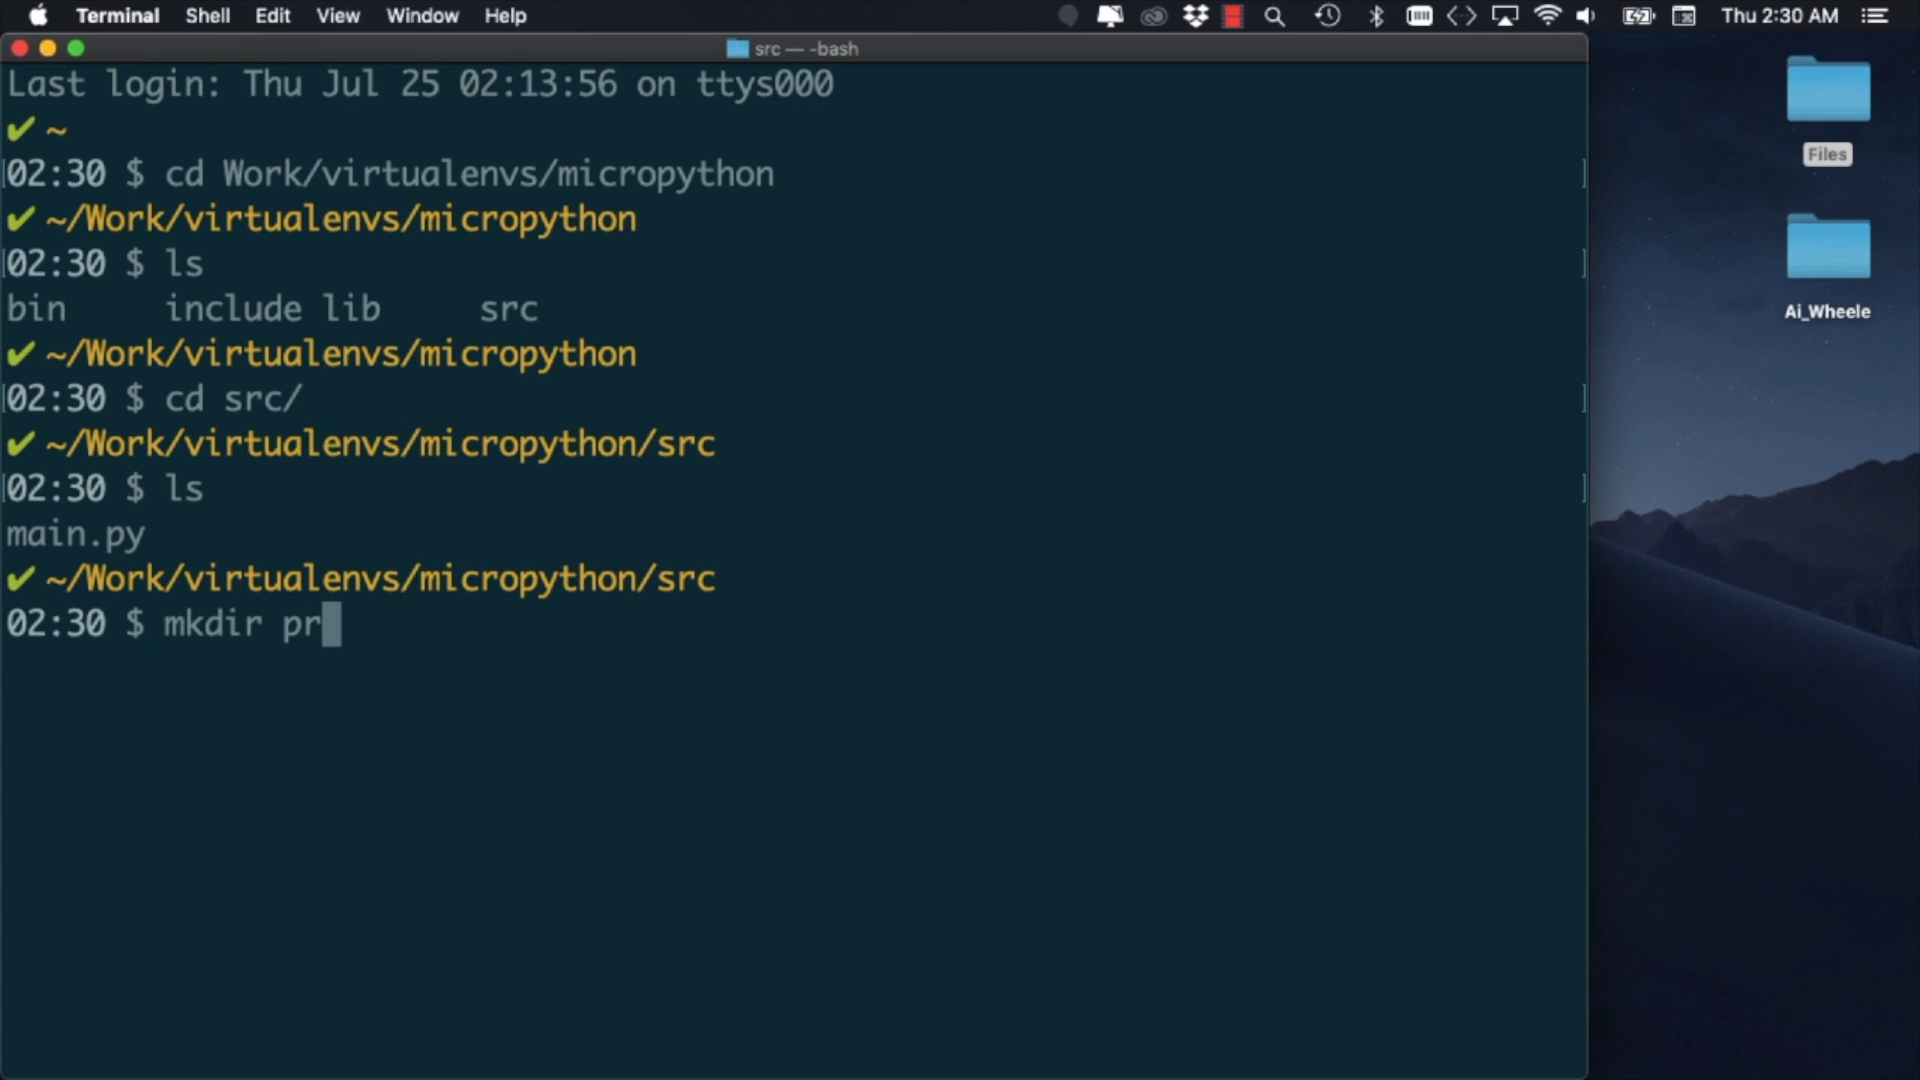 Terminal Shell Edit View Window Help Thu 2:30 AM
src — -bash
Last login: Thu Jul 25 02:13:56 on ttys000
✔ ~
[02:30 $ cd Work/virtualenvs/micropython ]
✔ ~/Work/virtualenvs/micropython
[02:30 $ ls ]
bin include lib src
✔ ~/Work/virtualenvs/micropython
[02:30 $ cd src/ ]
✔ ~/Work/virtualenvs/micropython/src
[02:30 $ ls ]
main.py
✔ ~/Work/virtualenvs/micropython/src
02:30 $ mkdir pr
Files
Ai_Wheele